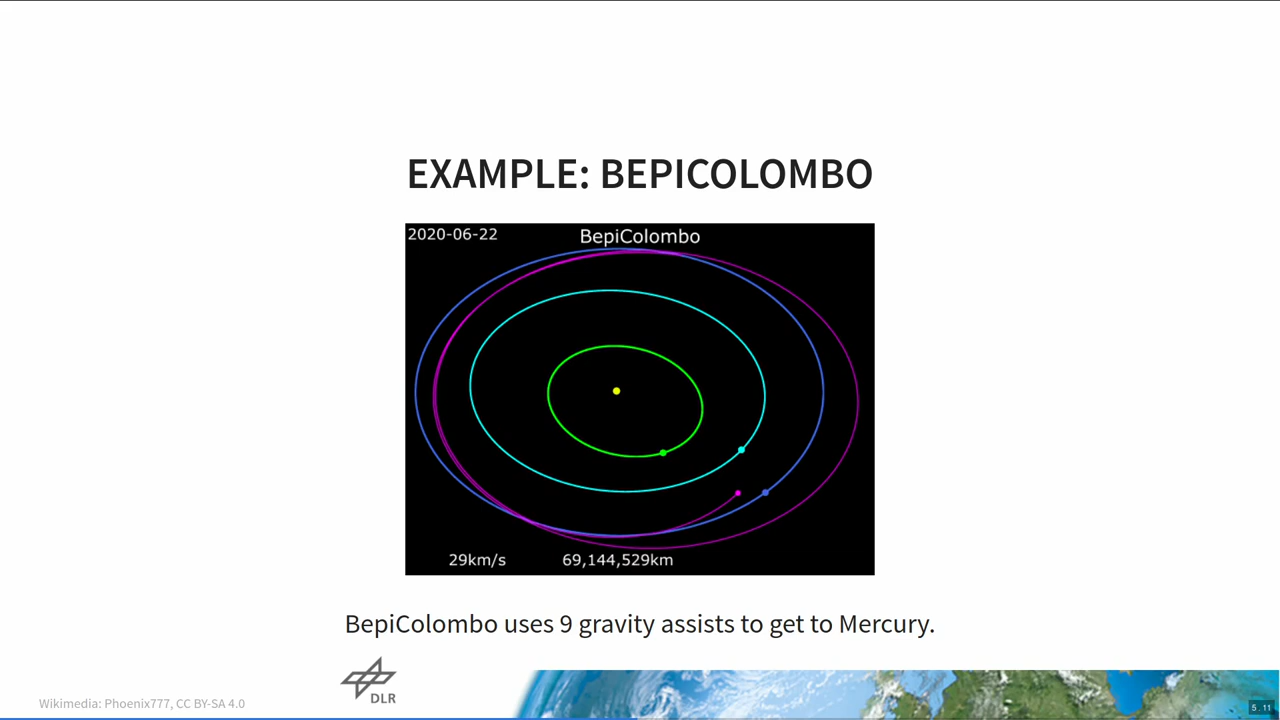 EXAMPLE: BEPICOLOMBO
2020-06-22
BepiColombo
29km/s
69,144,529km
BepiColombo uses 9 gravity assists to get to Mercury.
DLR
Wikimedia: Phoenix777, CC BY-SA 4.0
5 . 11